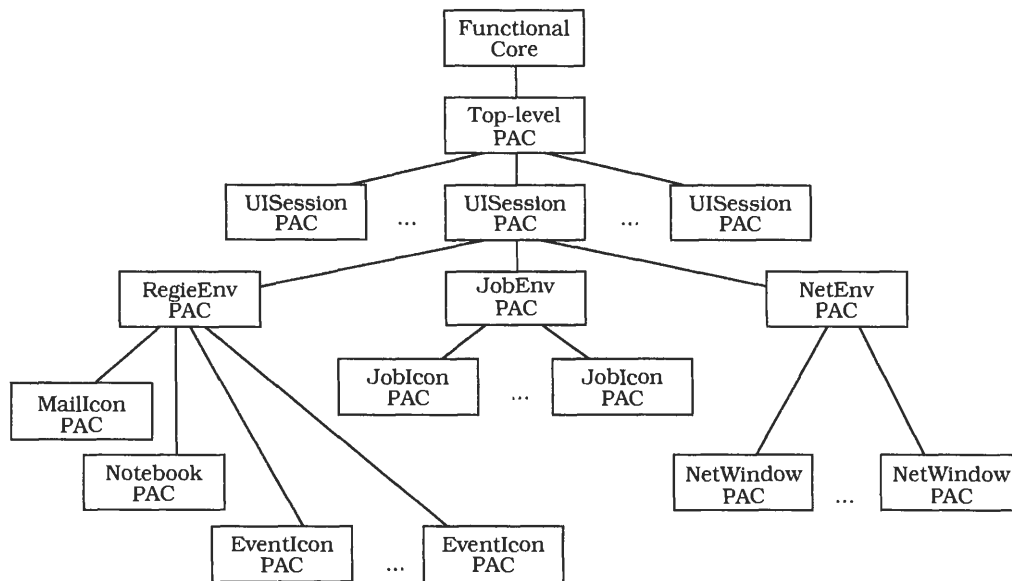 Functional
Core
Top-level
PAC
UISession
PAC
...
UISession
PAC
...
UISession
PAC
RegieEnv
PAC
JobEnv
PAC
NetEnv
PAC
JobIcon
PAC
...
JobIcon
PAC
MailIcon
PAC
Notebook
PAC
NetWindow
PAC
...
NetWindow
PAC
EventIcon
PAC
...
EventIcon
PAC